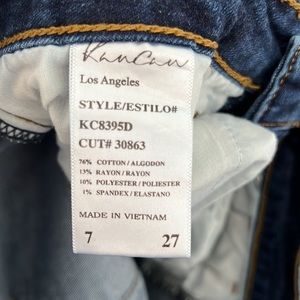 KanCan
Los Angeles
STYLE/ESTILO#
KC8395D
CUT# 30863
76% COTTON/ALGODON
13% RAYON/RAYON
10% POLYESTER/POLIESTER
1% SPANDEX/ELASTANO
MADE IN VIETNAM
7 27